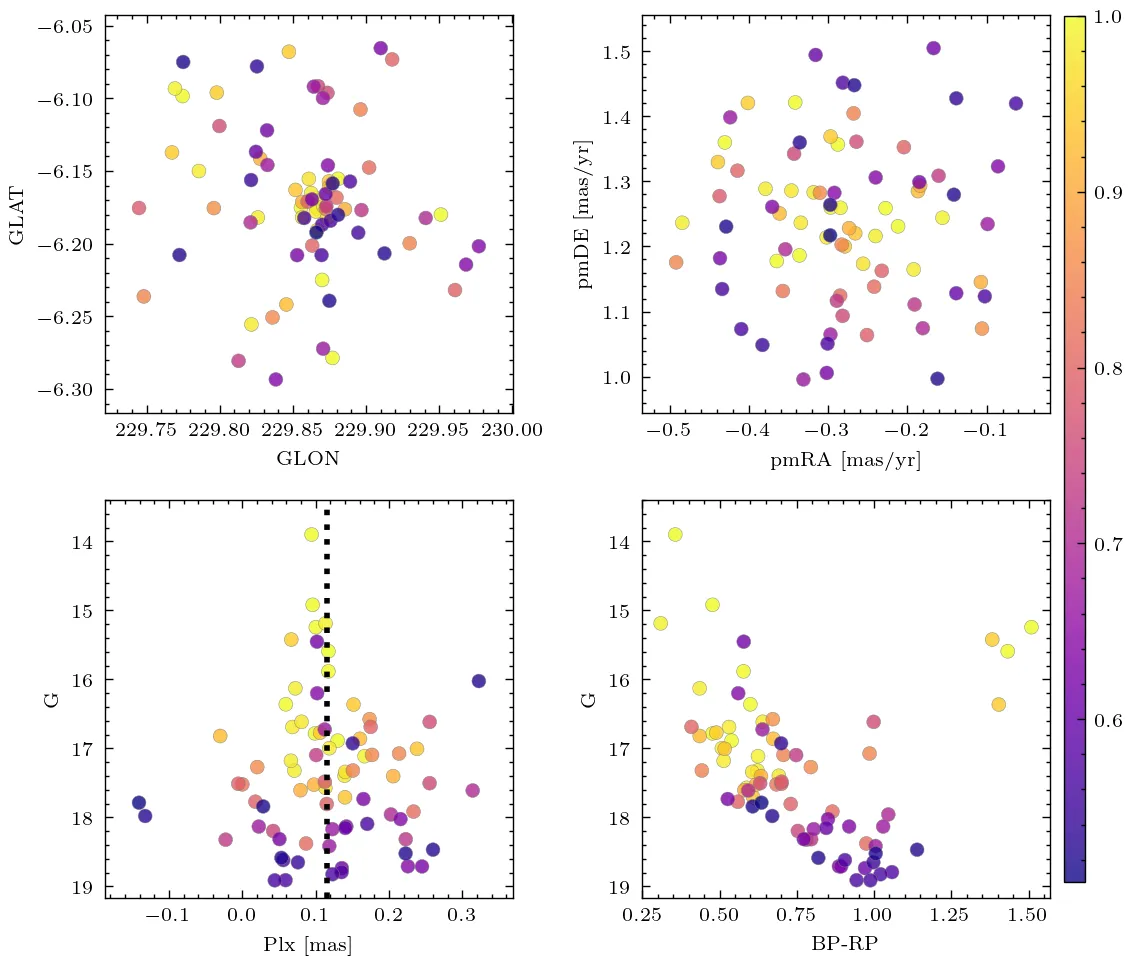 −6.05
−6.10
−6.15
−6.20
−6.25
−6.30
GLAT
229.75 229.80 229.85 229.90 229.95 230.00
GLON
1.5
1.4
1.3
1.2
1.1
1.0
pmDE [mas/yr]
−0.5 −0.4 −0.3 −0.2 −0.1
pmRA [mas/yr]
1.0
0.9
0.8
0.7
0.6
14
15
16
17
18
19
G
−0.1 0.0 0.1 0.2 0.3
Plx [mas]
14
15
16
17
18
19
G
0.25 0.50 0.75 1.00 1.25 1.50
BP-RP